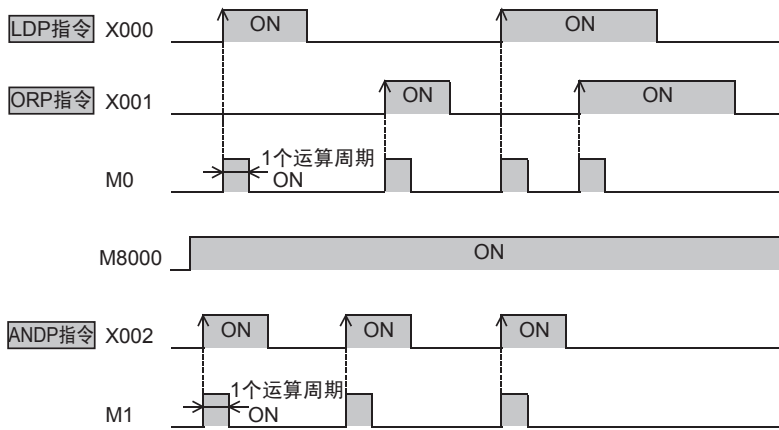 LDP指令 X000 ON ON
ORP指令 X001 ON ON
1个运算周期
M0 ON
M8000 ON
ANDP指令 X002 ON ON ON
1个运算周期
M1 ON